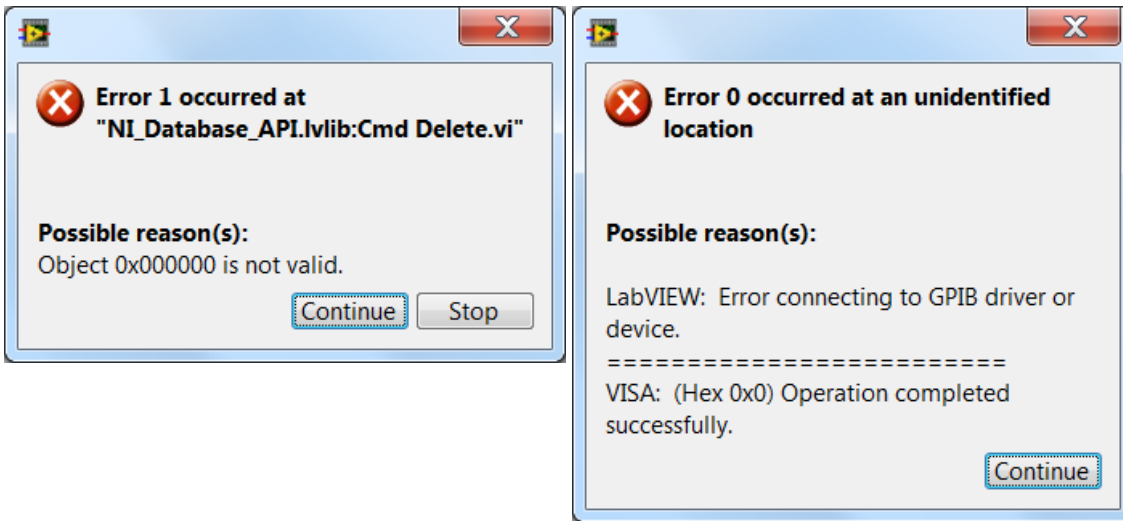 Error 1 occurred at
"NI_Database_API.lvlib:Cmd Delete.vi"
Possible reason(s):
Object 0x000000 is not valid.
Continue
Stop
Error 0 occurred at an unidentified
location
Possible reason(s):
LabVIEW:  Error connecting to GPIB driver or
device.
=========================
VISA:  (Hex 0x0) Operation completed
successfully.
Continue